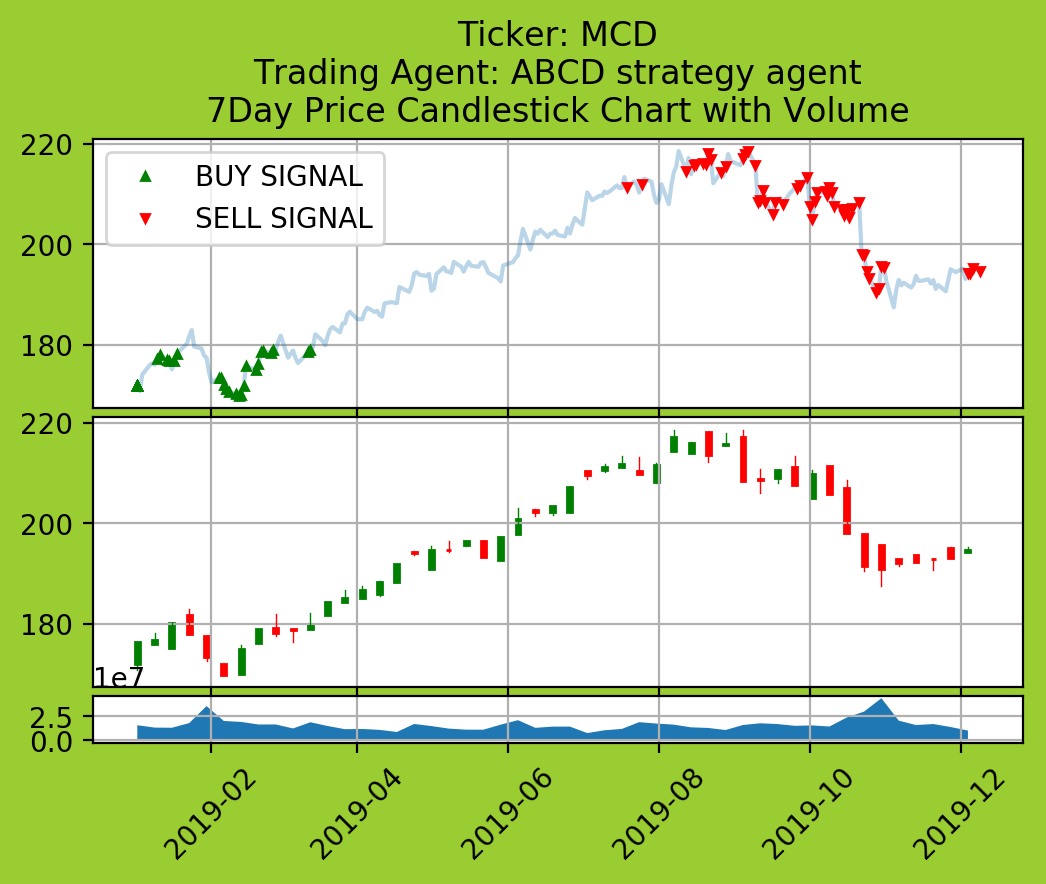 Ticker: MCD
Trading Agent: ABCD strategy agent
7Day Price Candlestick Chart with Volume
220
200
180
BUY SIGNAL
SELL SIGNAL
220
200
180
1e7
2.5
0.0
2019-02
2019-04
2019-06
2019-08
2019-10
2019-12